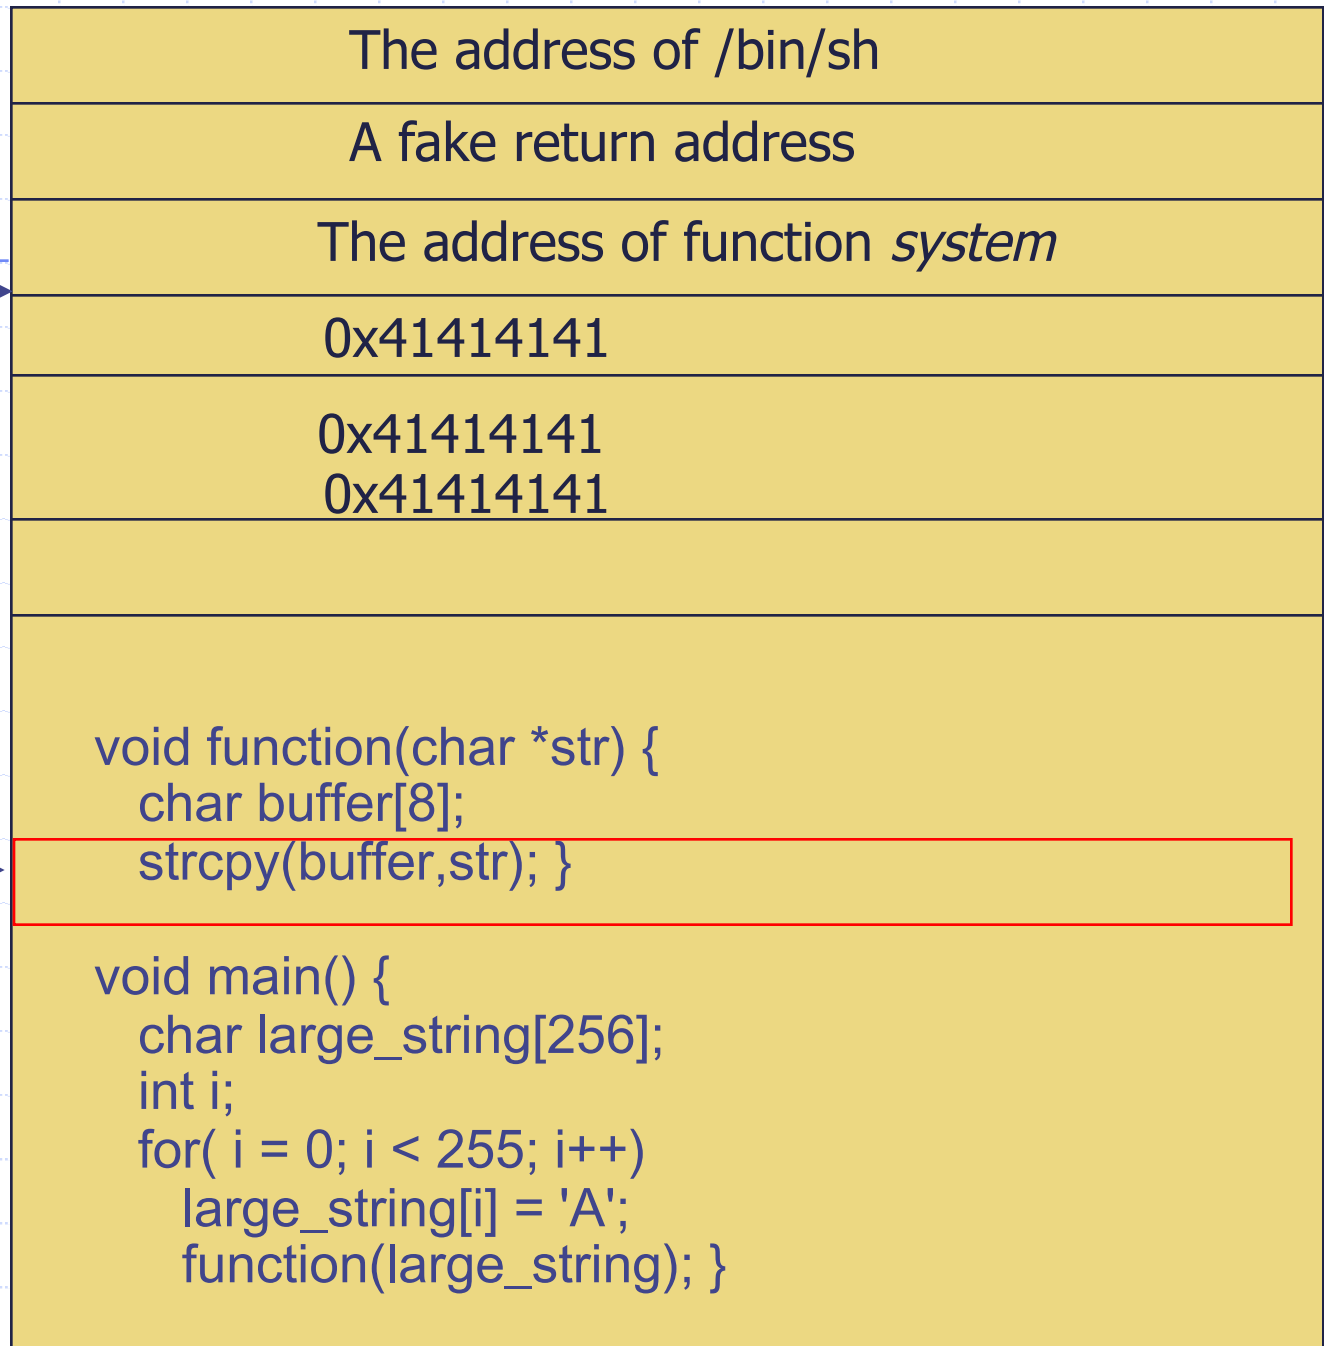 The address of /bin/sh
A fake return address
The address of function system
0x41414141
0x41414141
0x41414141
void function(char *str) {
char buffer[8];
strcpy(buffer,str); }
void main() {
char large_string[256];
int i;
for( i = 0; i < 255; i++)
large_string[i] = 'A';
function(large_string); }